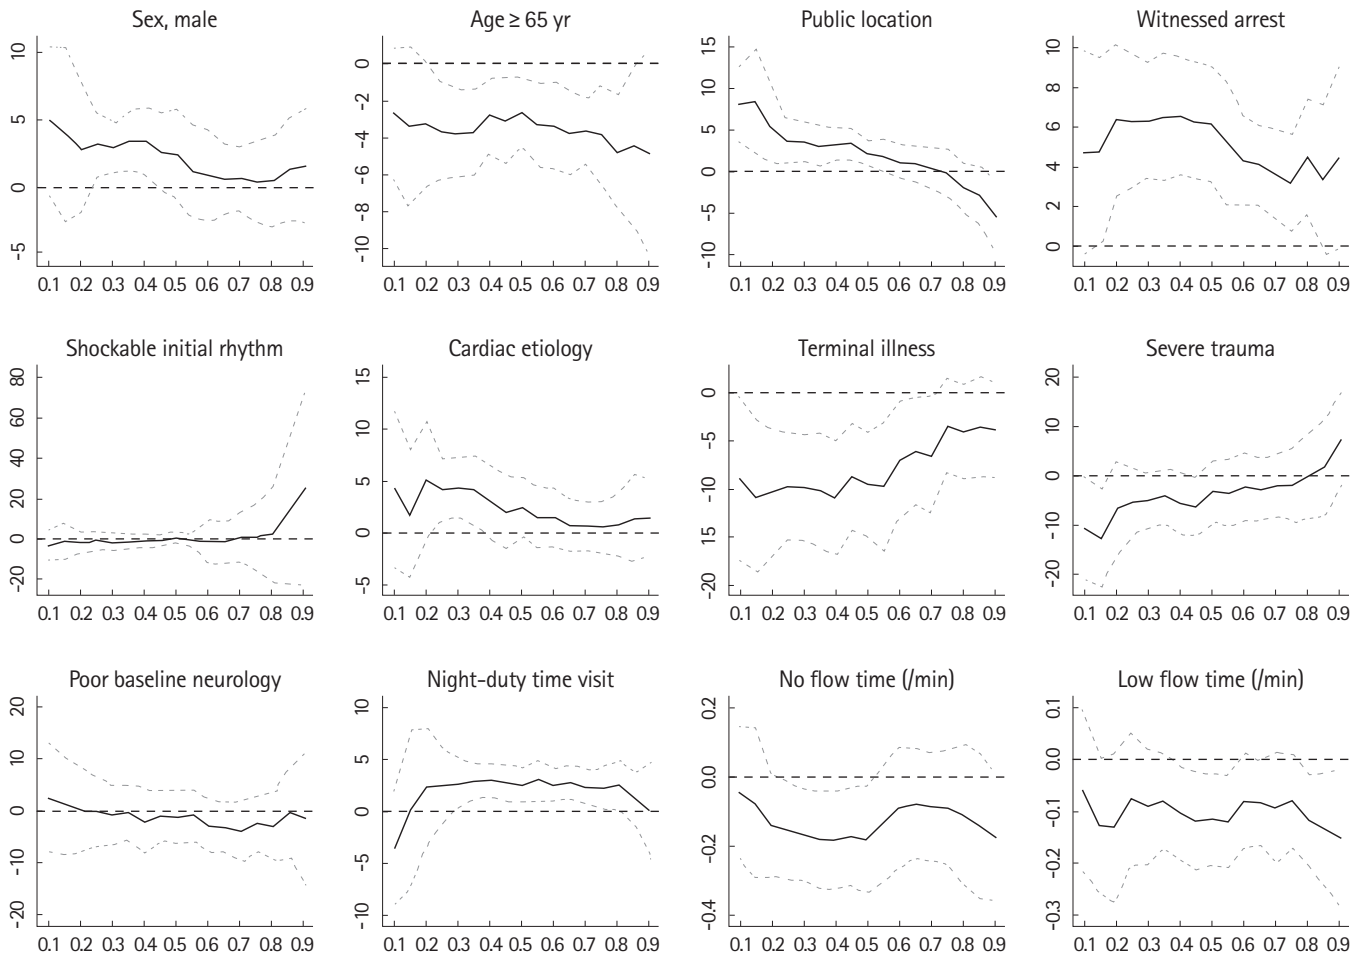 Sex, male
10
5
0
-5
0.1 0.2 0.3 0.4 0.5 0.6 0.7 0.8 0.9
Age ≥ 65 yr
0
-2
-4
-6
-8
-10
0.1 0.2 0.3 0.4 0.5 0.6 0.7 0.8 0.9
Public location
15
10
5
0
-5
-10
0.1 0.2 0.3 0.4 0.5 0.6 0.7 0.8 0.9
Witnessed arrest
10
8
6
4
2
0
0.1 0.2 0.3 0.4 0.5 0.6 0.7 0.8 0.9
Shockable initial rhythm
80
60
40
20
0
-20
0.1 0.2 0.3 0.4 0.5 0.6 0.7 0.8 0.9
Cardiac etiology
15
10
5
0
-5
0.1 0.2 0.3 0.4 0.5 0.6 0.7 0.8 0.9
Terminal illness
0
-5
-10
15
-20
0.1 0.2 0.3 0.4 0.5 0.6 0.7 0.8 0.9
Severe trauma
20
10
0
-10
-20
0.1 0.2 0.3 0.4 0.5 0.6 0.7 0.8 0.9
Poor baseline neurology
20
10
0
-10
-20
0.1 0.2 0.3 0.4 0.5 0.6 0.7 0.8 0.9
Night-duty time visit
10
5
0
-5
-10
0.1 0.2 0.3 0.4 0.5 0.6 0.7 0.8 0.9
No flow time (/min)
0.2
0.0
-0.2
-0.4
0.1 0.2 0.3 0.4 0.5 0.6 0.7 0.8 0.9
Low flow time (/min)
0.1
0.0
-0.1
-0.2
-0.3
0.1 0.2 0.3 0.4 0.5 0.6 0.7 0.8 0.9